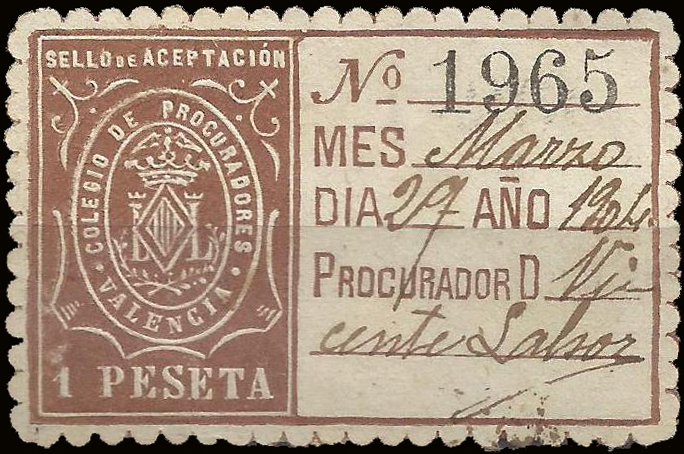 SELLO DE ACEPTACIÓN
COLEGIO DE PROCURADORES
VALENCIA
L L
1 PESETA
Nº 1965
MES Marzo
DIA 27 AÑO 1904
PROCURADOR D Vi-
cente